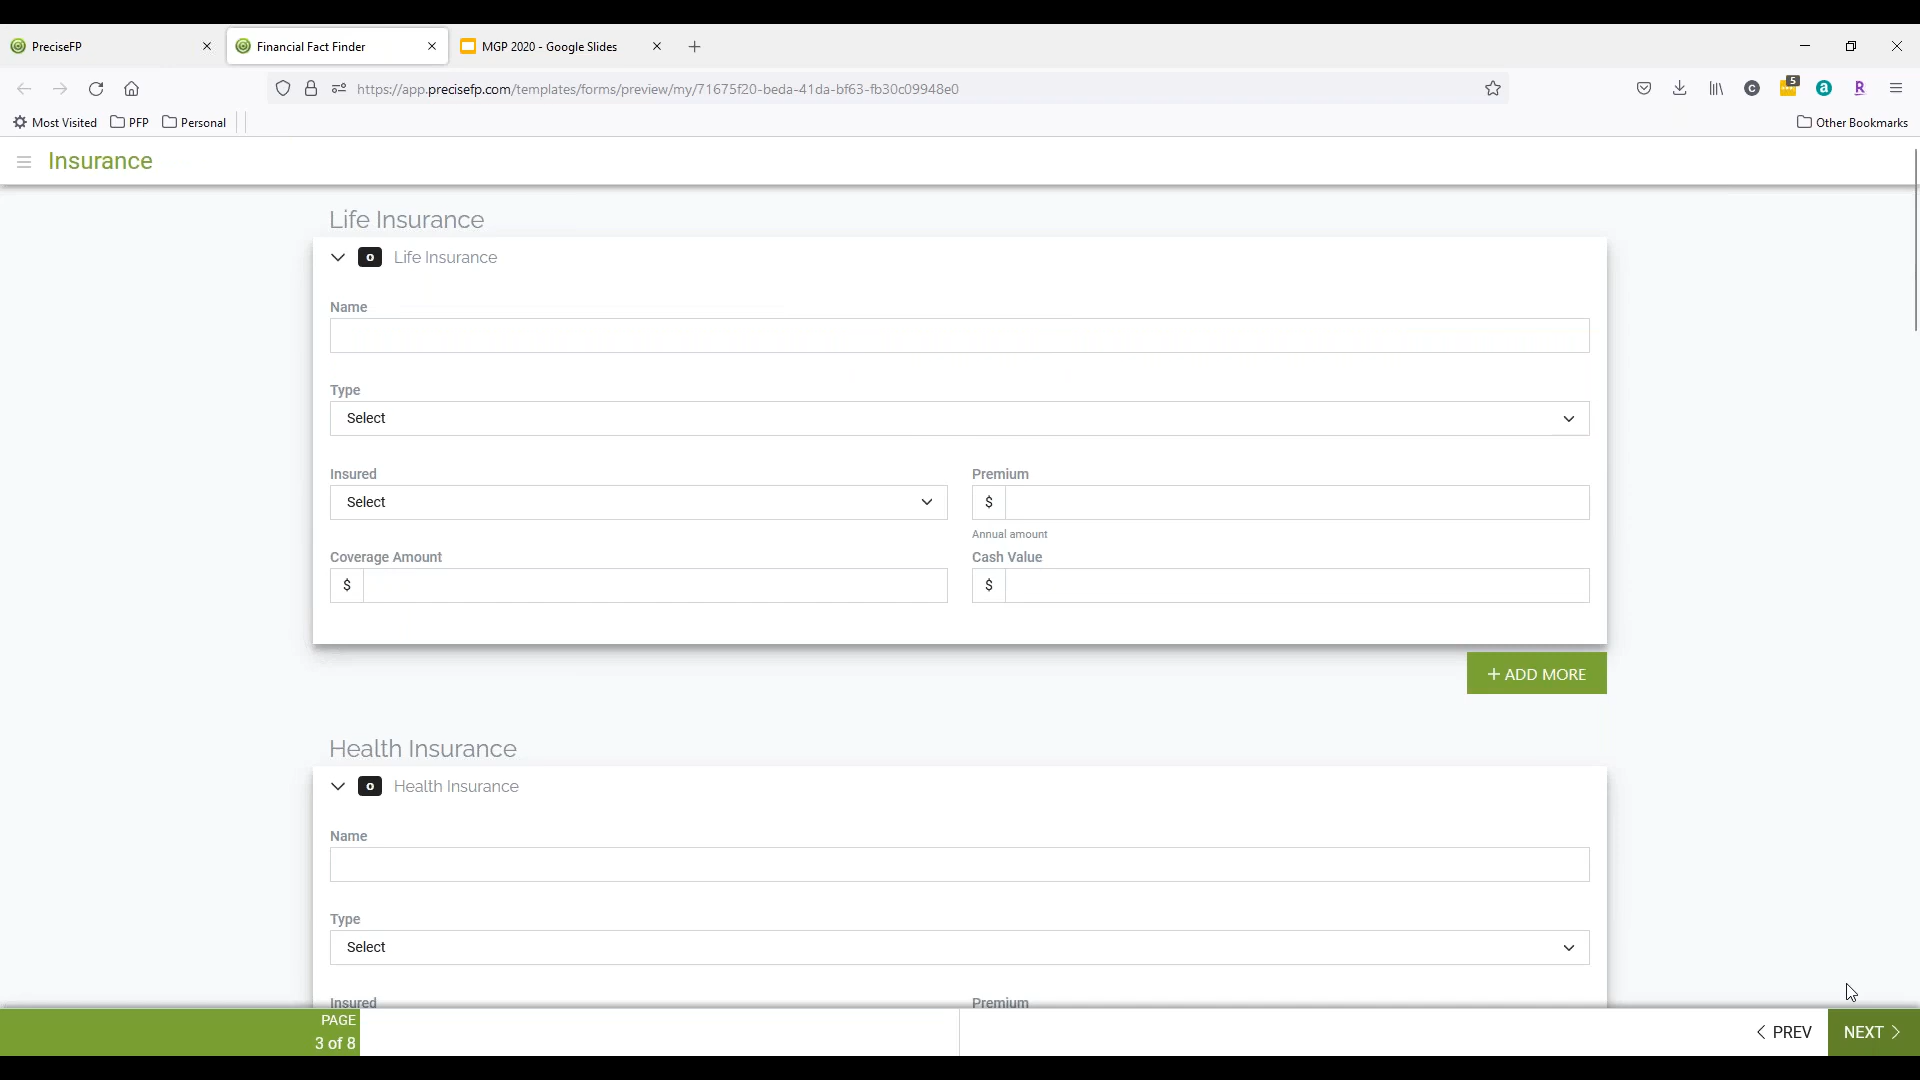 PreciseFP
Financial Fact Finder
MGP 2020 - Google Slides
https://app.precisefp.com/templates/forms/preview/my/71675f20-beda-41da-bf63-fb30c09948e0
5
C
a
R
Most Visited
PFP
Personal
Other Bookmarks
Insurance
Life Insurance
0 Life Insurance
Name
Type
Select
Insured
Premium
Select
$
Annual amount
Coverage Amount
Cash Value
$
$
+ ADD MORE
Health Insurance
0 Health Insurance
Name
Type
Select
Insured
Premium
PAGE
3 of 8
< PREV
NEXT >